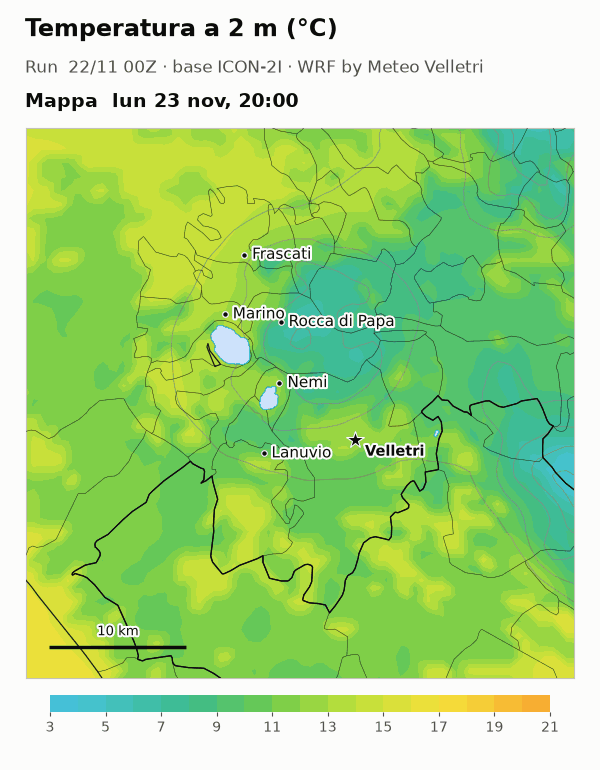 Temperatura a 2 m (°C)
Run  22/11 00Z · base ICON-2I · WRF by Meteo Velletri
Mappa  lun 23 nov, 20:00
Frascati
Marino
Rocca di Papa
Nemi
Velletri
Lanuvio
10 km
3 5 7 9 11 13 15 17 19 21